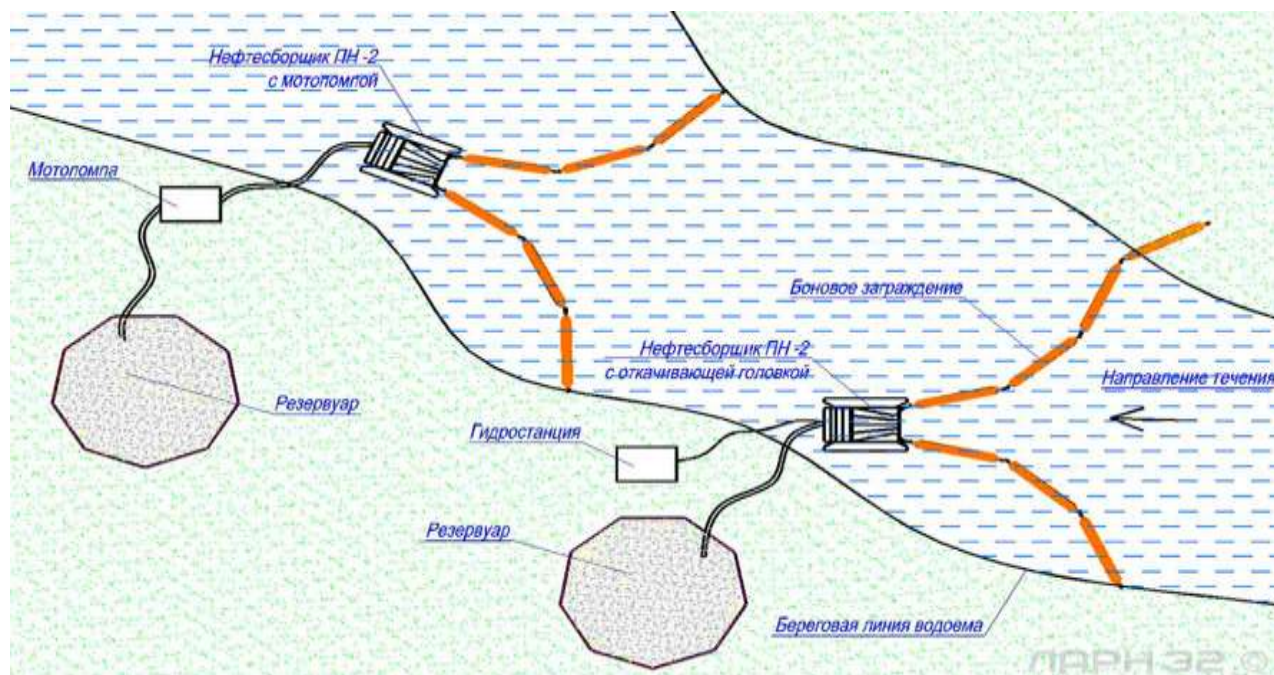 Нефтесборщик ПН -2
с мотопомпой
Мотопомпа
Боновое заграждение
Нефтесборщик ПН -2
с откачивающей головкой
Направление течения
Резервуар
Гидростанция
Резервуар
Береговая линия водоема
ЛАРН 32 ©